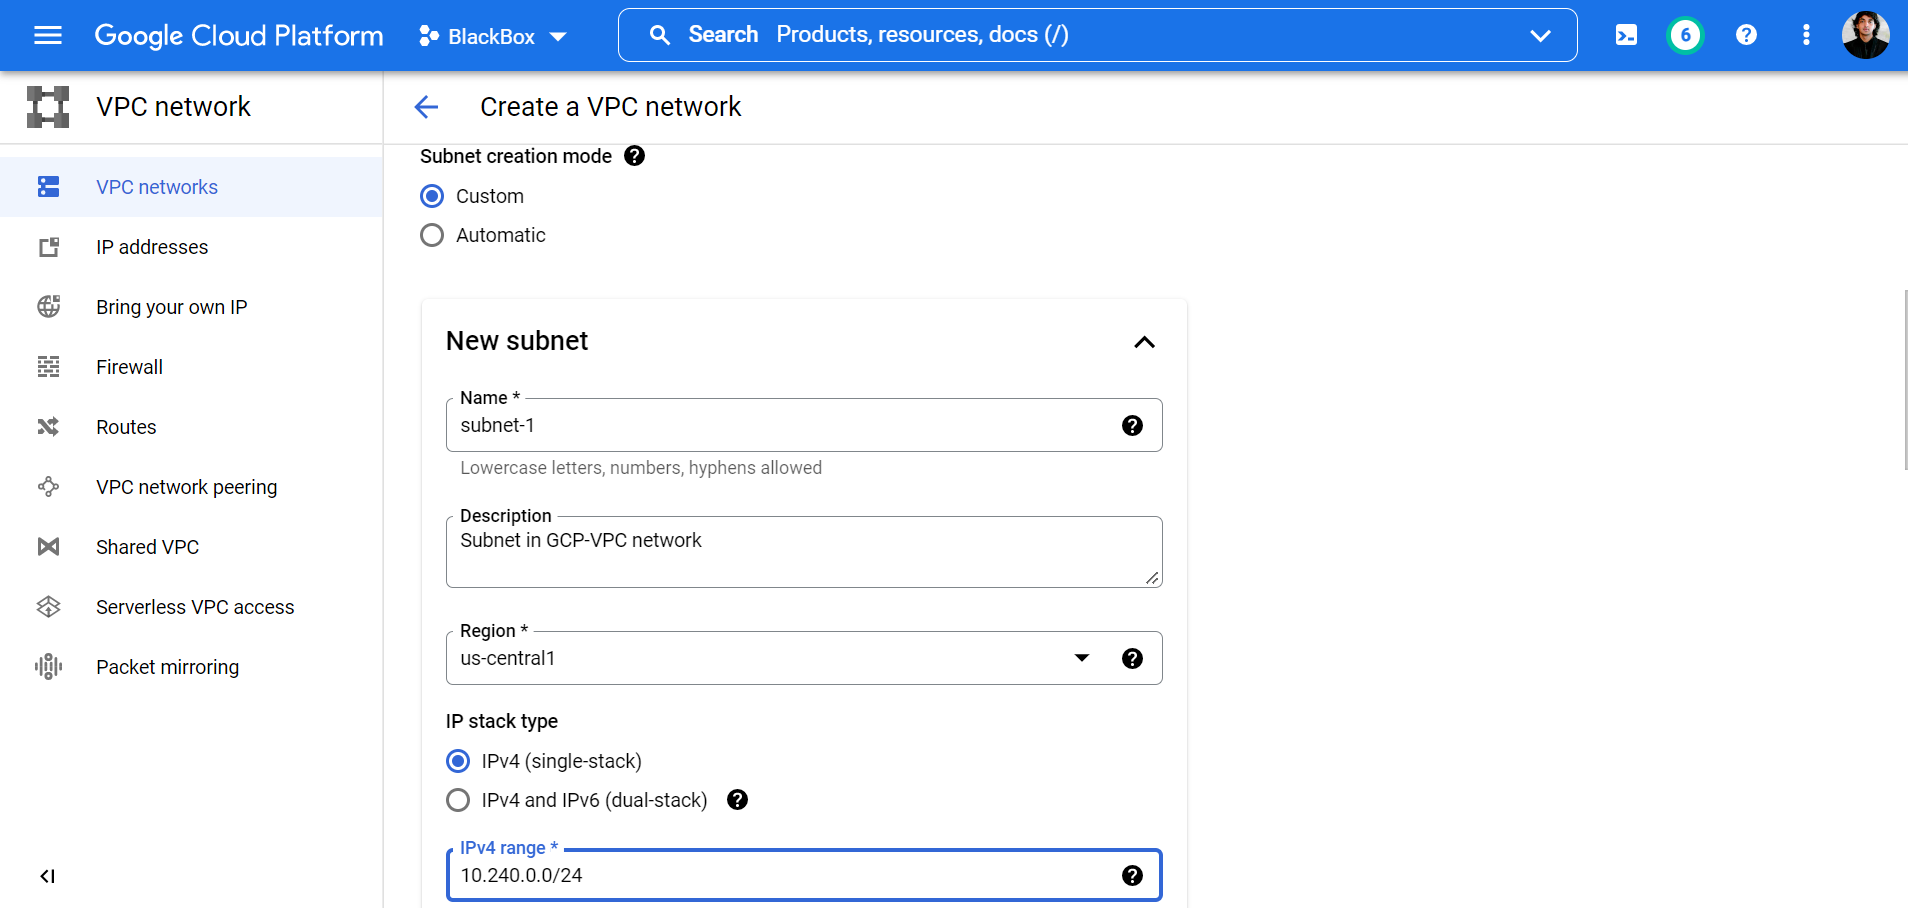 Google Cloud Platform
BlackBox
Search Products, resources, docs (/)
6
VPC network
Create a VPC network
VPC networks
IP addresses
Bring your own IP
Firewall
Routes
VPC network peering
Shared VPC
Serverless VPC access
Packet mirroring
Subnet creation mode
Custom
Automatic
New subnet
Name *
subnet-1
Lowercase letters, numbers, hyphens allowed
Description
Subnet in GCP-VPC network
Region *
us-central1
IP stack type
IPv4 (single-stack)
IPv4 and IPv6 (dual-stack)
IPv4 range *
10.240.0.0/24